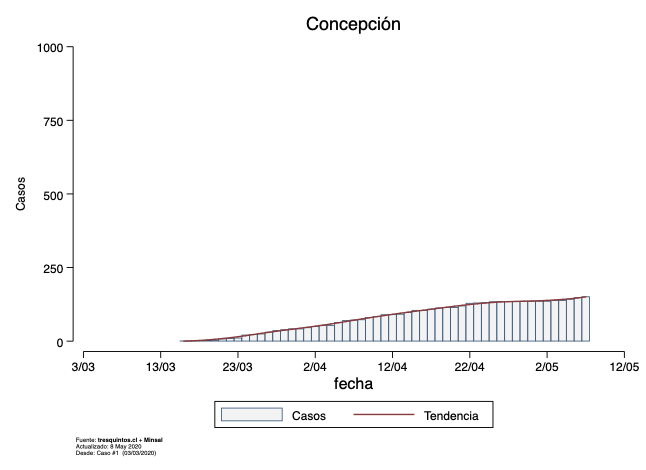 Concepción
1000
750
500
250
0
Casos
3/03 13/03 23/03 2/04 12/04 22/04 2/05 12/05
fecha
Casos Tendencia
Fuente: tresquintos.cl + Minsal
Actualizado: 8 May 2020
Desde: Caso #1 (03/03/2020)